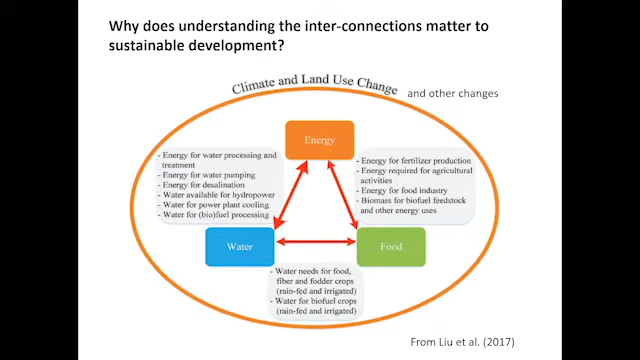 Why does understanding the inter-connections matter to
sustainable development?
Climate and Land Use Change
and other changes
Energy
- Energy for water processing and
treatment
- Energy for water pumping
- Energy for desalination
- Water available for hydropower
- Water for power plant cooling
- Water for (bio)fuel processing
- Energy for fertilizer production
- Energy required for agricultural
activities
- Energy for food industry
- Biomass for biofuel feedstock
and other energy uses
Water
Food
- Water needs for food,
fiber and fodder crops
(rain-fed and irrigated)
- Water for biofuel crops
(rain-fed and irrigated)
From Liu et al. (2017)